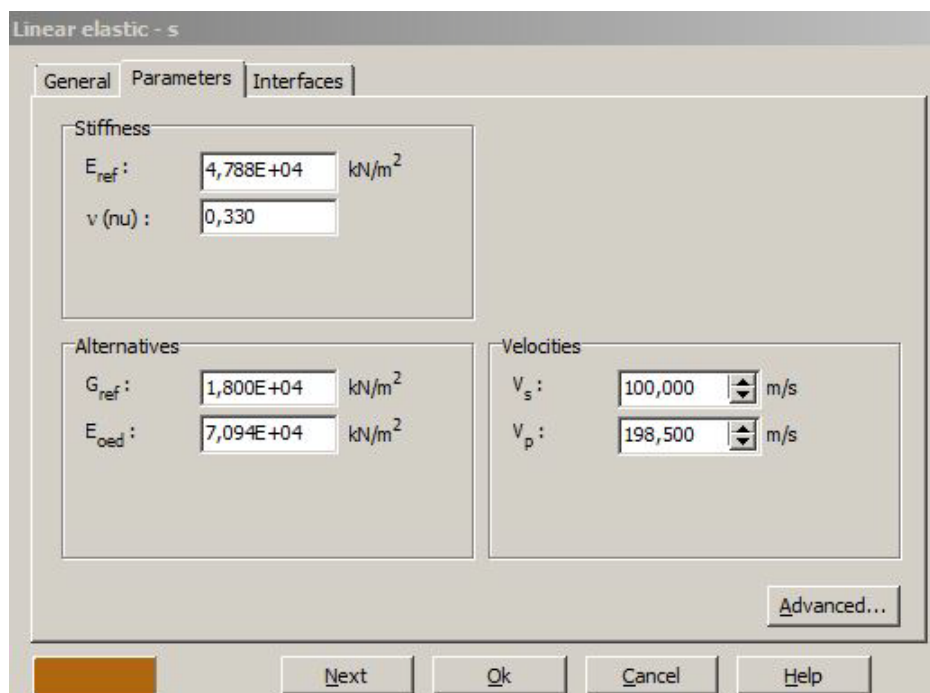 Linear elastic - s
General Parameters Interfaces
Stiffness
E_ref : 4,788E+04 kN/m²
ν (nu) : 0,330
Alternatives
G_ref : 1,800E+04 kN/m²
E_oed : 7,094E+04 kN/m²
Velocities
V_s : 100,000 m/s
V_p : 198,500 m/s
Advanced...
Next Ok Cancel Help